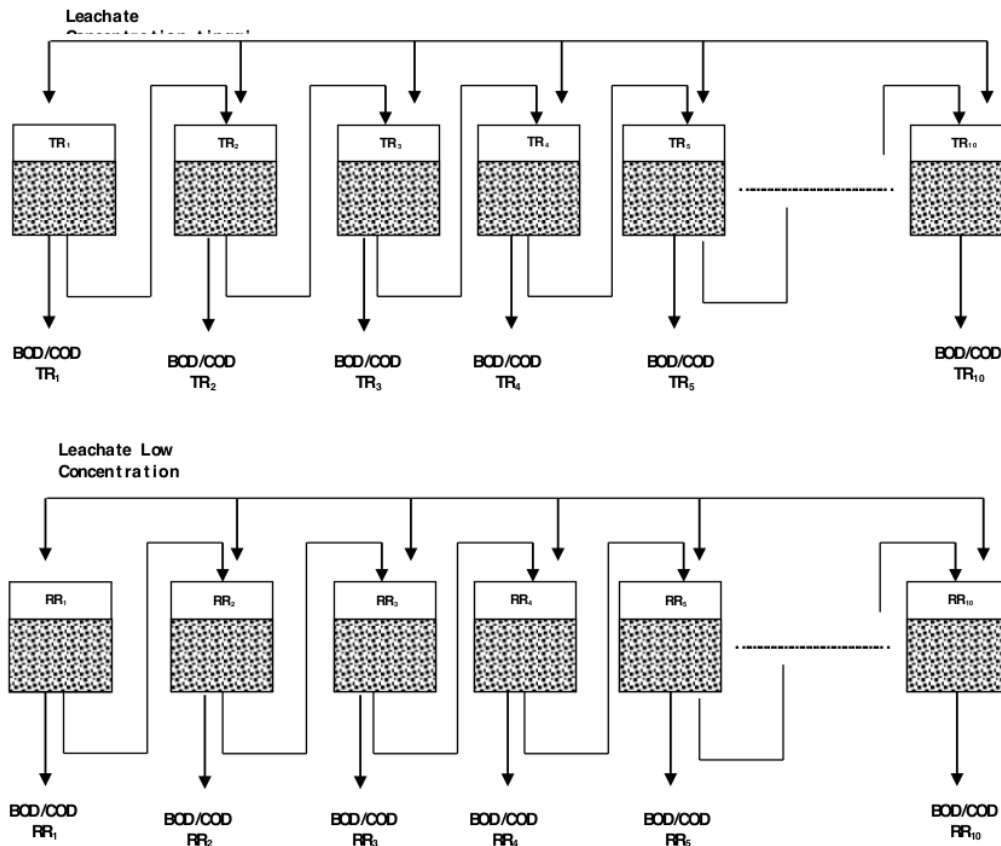 Leachate
TR₁
TR₂
TR₃
TR₄
TR₅
TR₁₀
BOD/COD
TR₁
BOD/COD
TR₂
BOD/COD
TR₃
BOD/COD
TR₄
BOD/COD
TR₅
BOD/COD
TR₁₀
Leachate Low
Concentration
RR₁
RR₂
RR₃
RR₄
RR₅
RR₁₀
BOD/COD
RR₁
BOD/COD
RR₂
BOD/COD
RR₃
BOD/COD
RR₄
BOD/COD
RR₅
BOD/COD
RR₁₀